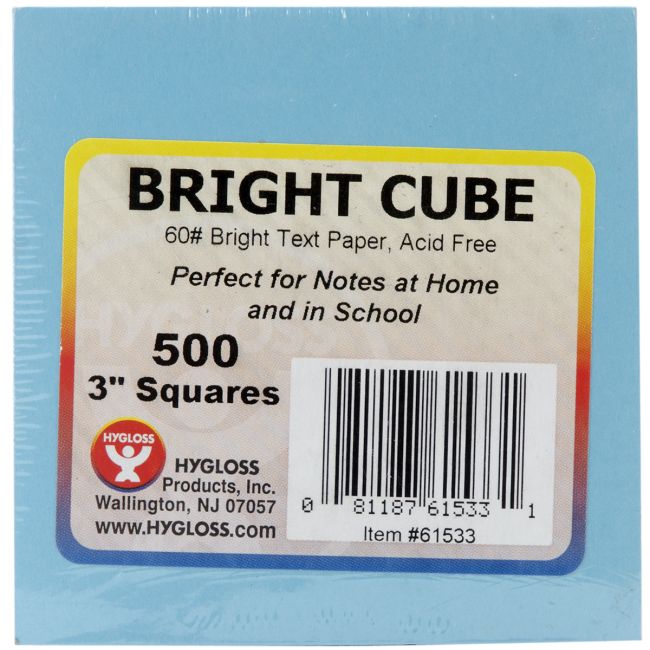 BRIGHT CUBE
60# Bright Text Paper, Acid Free
Perfect for Notes at Home
and in School
500
3" Squares
HYGLOSS
HYGLOSS
HYGLOSS
Products, Inc.
Wallington, NJ 07057
www.HYGLOSS.com
0 81187 61533 1
Item #61533